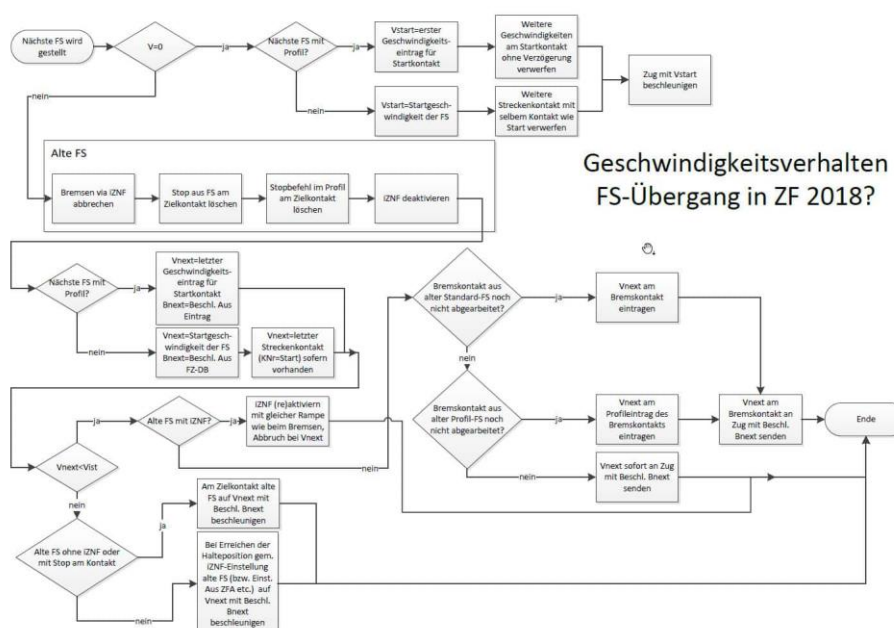 Nächste FS wird
gestellt
V=0
ja
Nächste FS mit
Profil?
ja
Vstart=erster
Geschwindigkeits-
eintrag für
Startkontakt
Weitere
Geschwindigkeiten
am Startkontakt
ohne Verzögerung
verwerfen
Zug mit Vstart
beschleunigen
nein
nein
Vstart=Startgesch-
windigkeit der FS
Weitere
Streckenkontakt mit
selbem Kontakt wie
Start verwerfen
Geschwindigkeitsverhalten
FS-Übergang in ZF 2018?
Alte FS
Bremsen via iZNF
abbrechen
Stop aus FS am
Zielkontakt löschen
Stopbefehl im Profil
am Zielkontakt
löschen
iZNF deaktivieren
Nächste FS mit
Profil?
ja
Vnext=letzter
Geschwindigkeits-
eintrag für
Startkontakt
Bnext=Beschl. Aus
Eintrag
nein
Vnext=Startgesch-
windigkeit der FS
Bnext=Beschl. Aus
FZ-DB
Vnext=letzter
Streckenkontakt
(KNr=Start) sofern
vorhanden
Bremskontakt aus
alter Standard-FS noch
nicht abgearbeitet?
ja
Vnext am
Bremskontakt
eintragen
nein
Bremskontakt aus
alter Profil-FS noch
nicht abgearbeitet?
ja
Vnext am
Profileintrag des
Bremskontakts
eintragen
Vnext am
Bremskontakt an
Zug mit Beschl.
Bnext senden
Ende
nein
Vnext sofort an Zug
mit Beschl. Bnext
senden
Vnext<Vist
ja
Alte FS mit iZNF?
ja
iZNF (re)aktiviern
mit gleicher Rampe
wie beim Bremsen,
Abbruch bei Vnext
nein
nein
Alte FS ohne iZNF oder
mit Stop am Kontakt
ja
Am Zielkontakt alte
FS auf Vnext mit
Beschl. Bnext
beschleunigen
nein
Bei Erreichen der
Halteposition gem.
iZNF-Einstellung
alte FS (bzw. Einst.
Aus ZFA etc.) auf
Vnext mit Beschl.
Bnext
beschleunigen